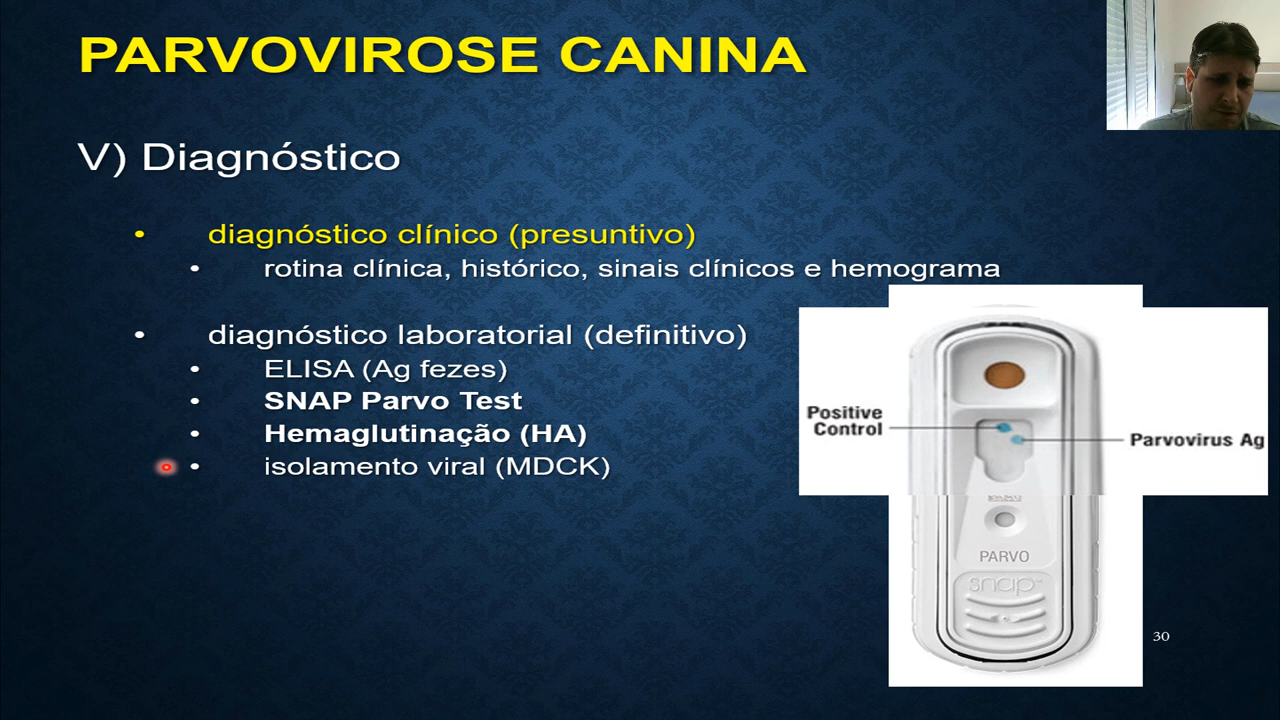 PARVOVIROSE CANINA
V) Diagnóstico
• diagnóstico clínico (presuntivo)
• rotina clínica, histórico, sinais clínicos e hemograma
• diagnóstico laboratorial (definitivo)
• ELISA (Ag fezes)
• SNAP Parvo Test
• Hemaglutinação (HA)
• isolamento viral (MDCK)
Positive
Control
Parvovirus Ag
PARVO
snap
30